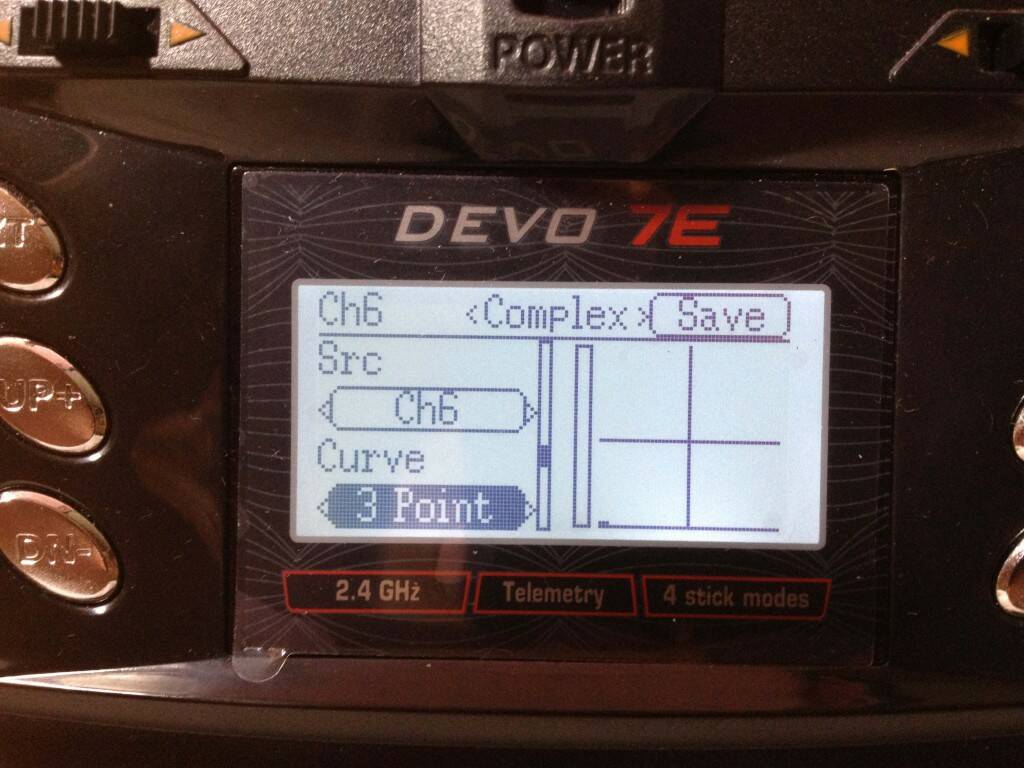 POWER
DEVO 7E
Ch6 <Complex> Save
Src
Ch6
Curve
3 Point
UP+
DN-
2.4 GHz
Telemetry
4 stick modes